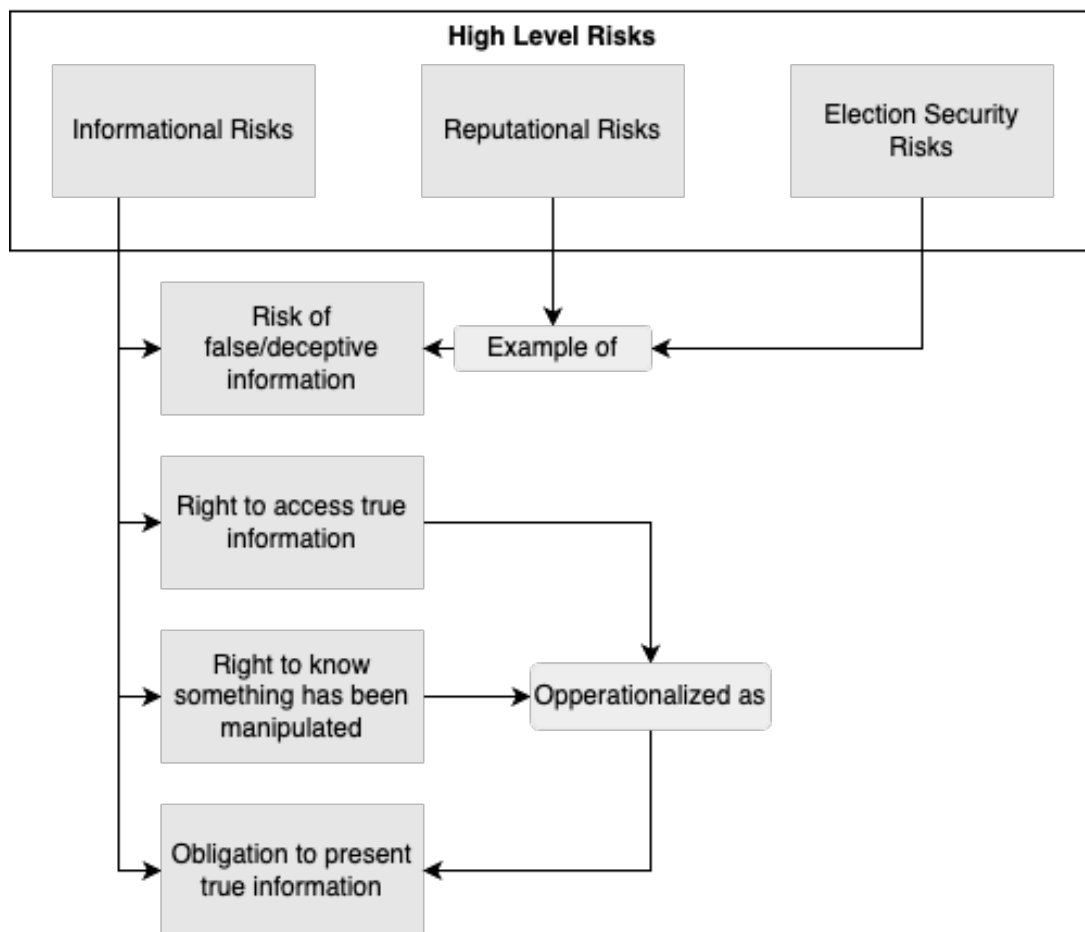 High Level Risks
Informational Risks
Reputational Risks
Election Security
Risks
Risk of
false/deceptive
information
Example of
Right to access true
information
Right to know
something has been
manipulated
Opperationalized as
Obligation to present
true information